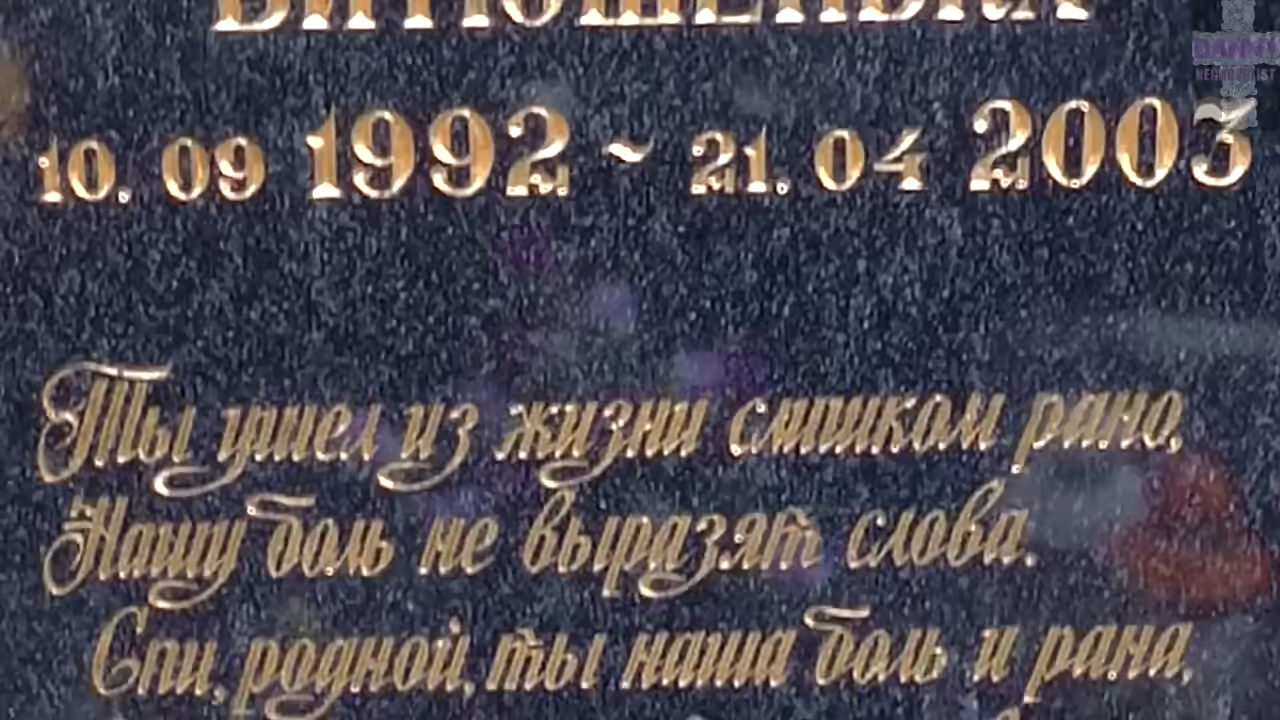 ВИТЮШЕНЬКА
10. 09 1992 ~ 21. 04 2003
Ты ушел из жизни слишком рано,
Нашу боль не выразят слова.
Спи, родной, ты наша боль и рана,